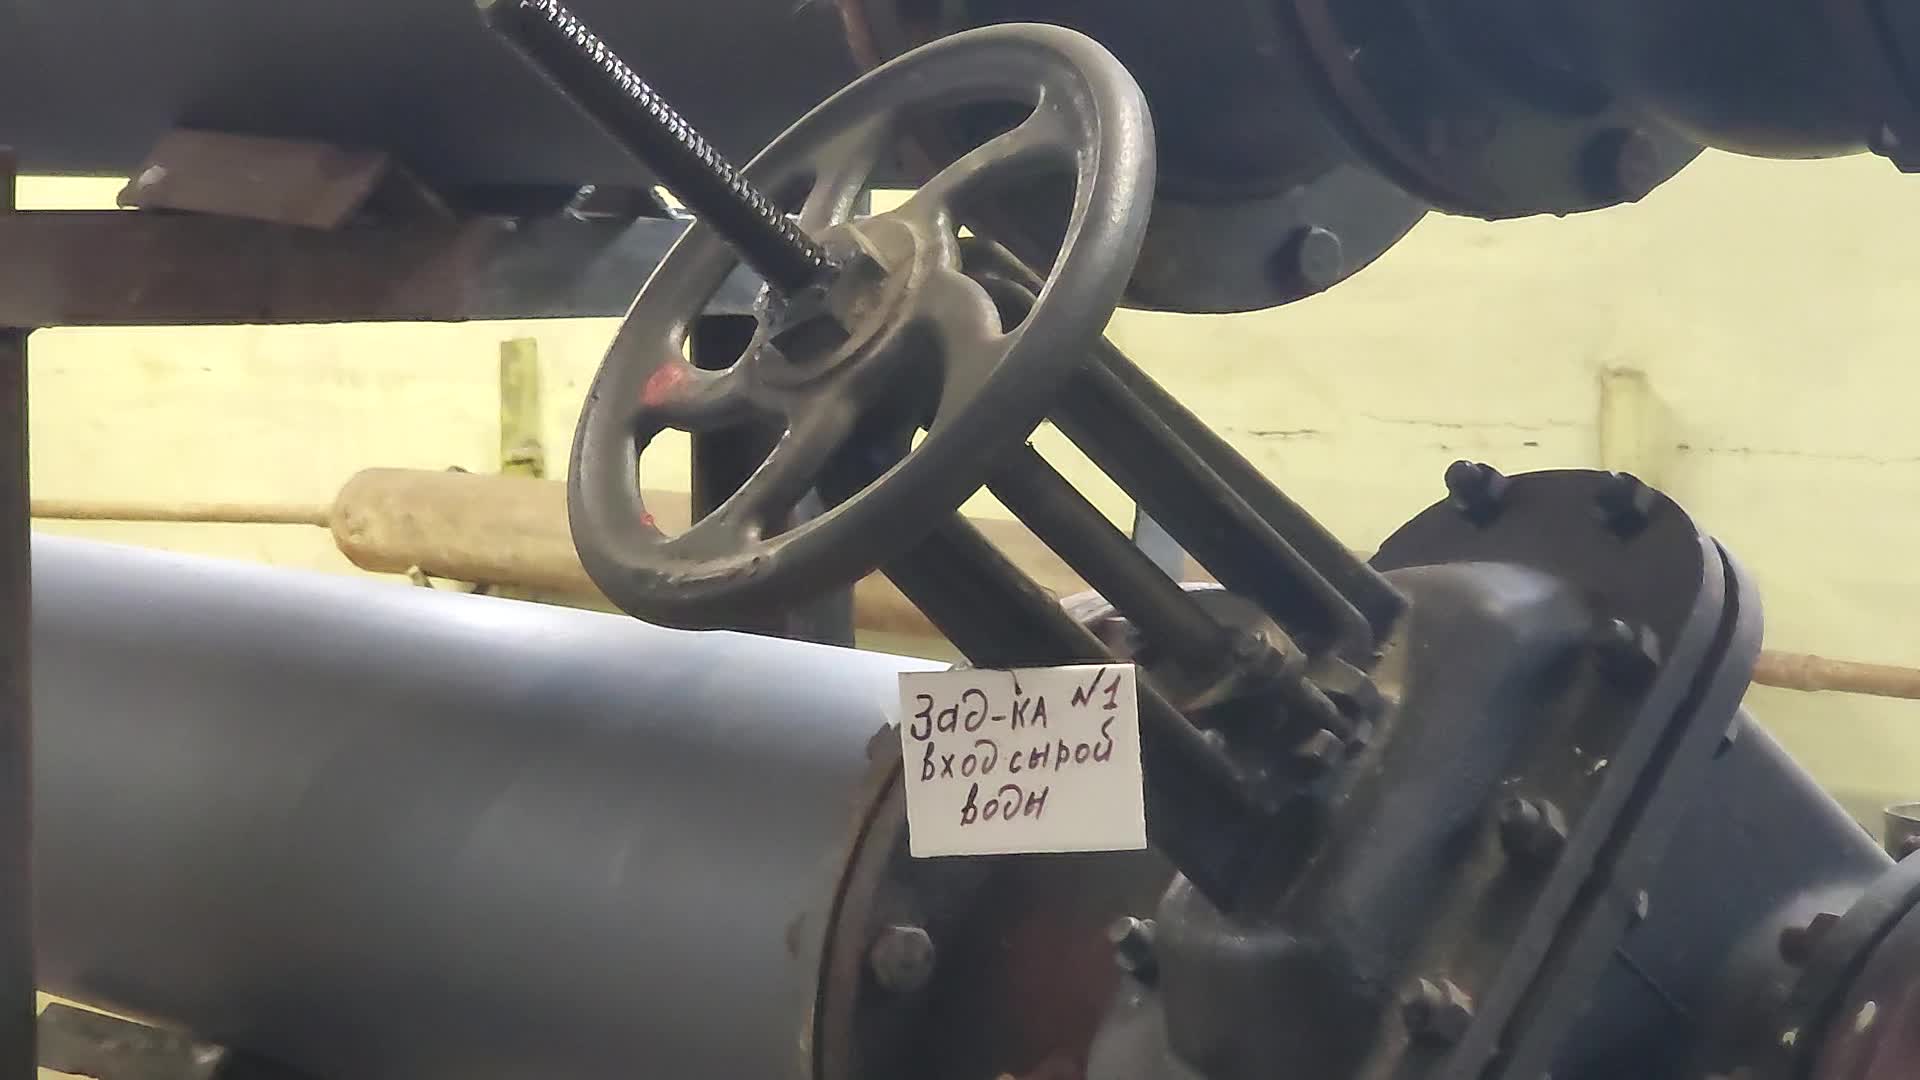 Зад-ка №1
вход сырой
воды